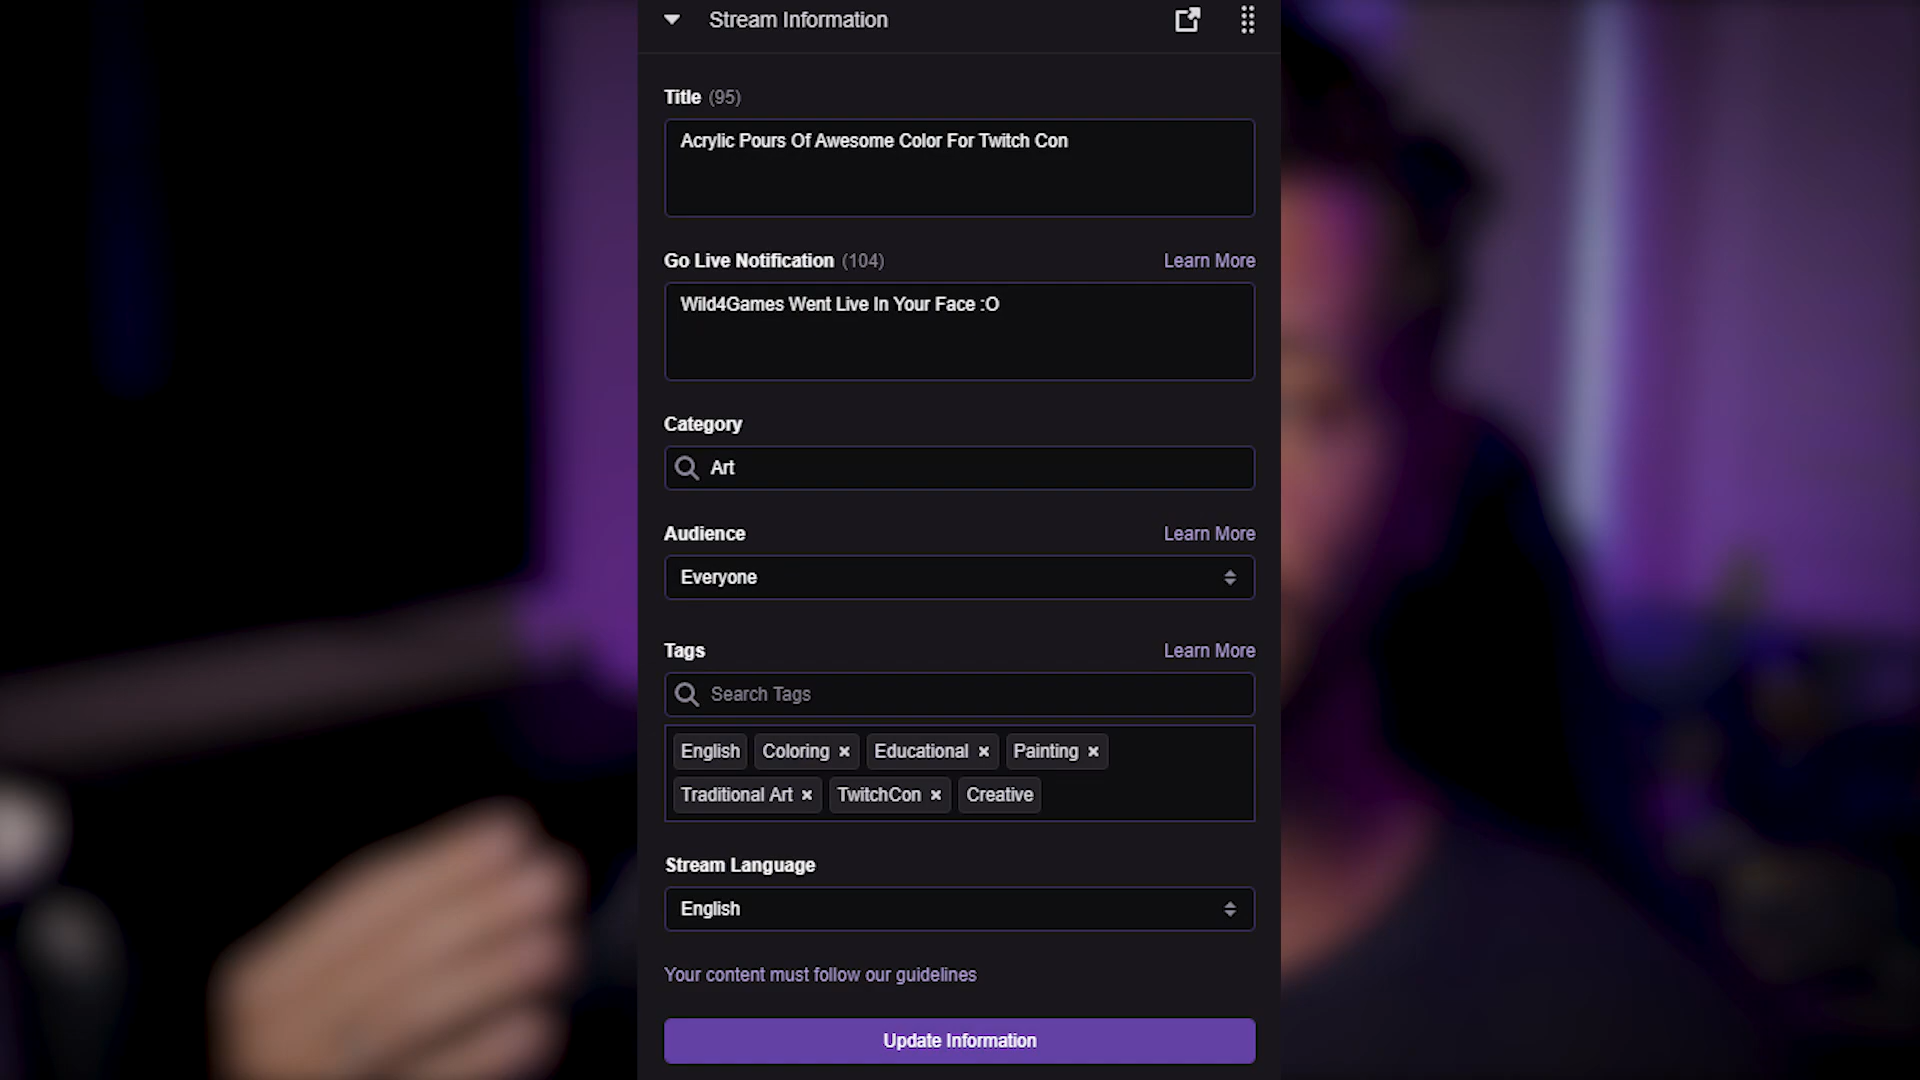 Stream Information
Title (95)
Acrylic Pours Of Awesome Color For Twitch Con
Go Live Notification (104)
Learn More
Wild4Games Went Live In Your Face :O
Category
Art
Audience
Learn More
Everyone
Tags
Learn More
Search Tags
English Coloring × Educational × Painting ×
Traditional Art × TwitchCon × Creative
Stream Language
English
Your content must follow our guidelines
Update Information